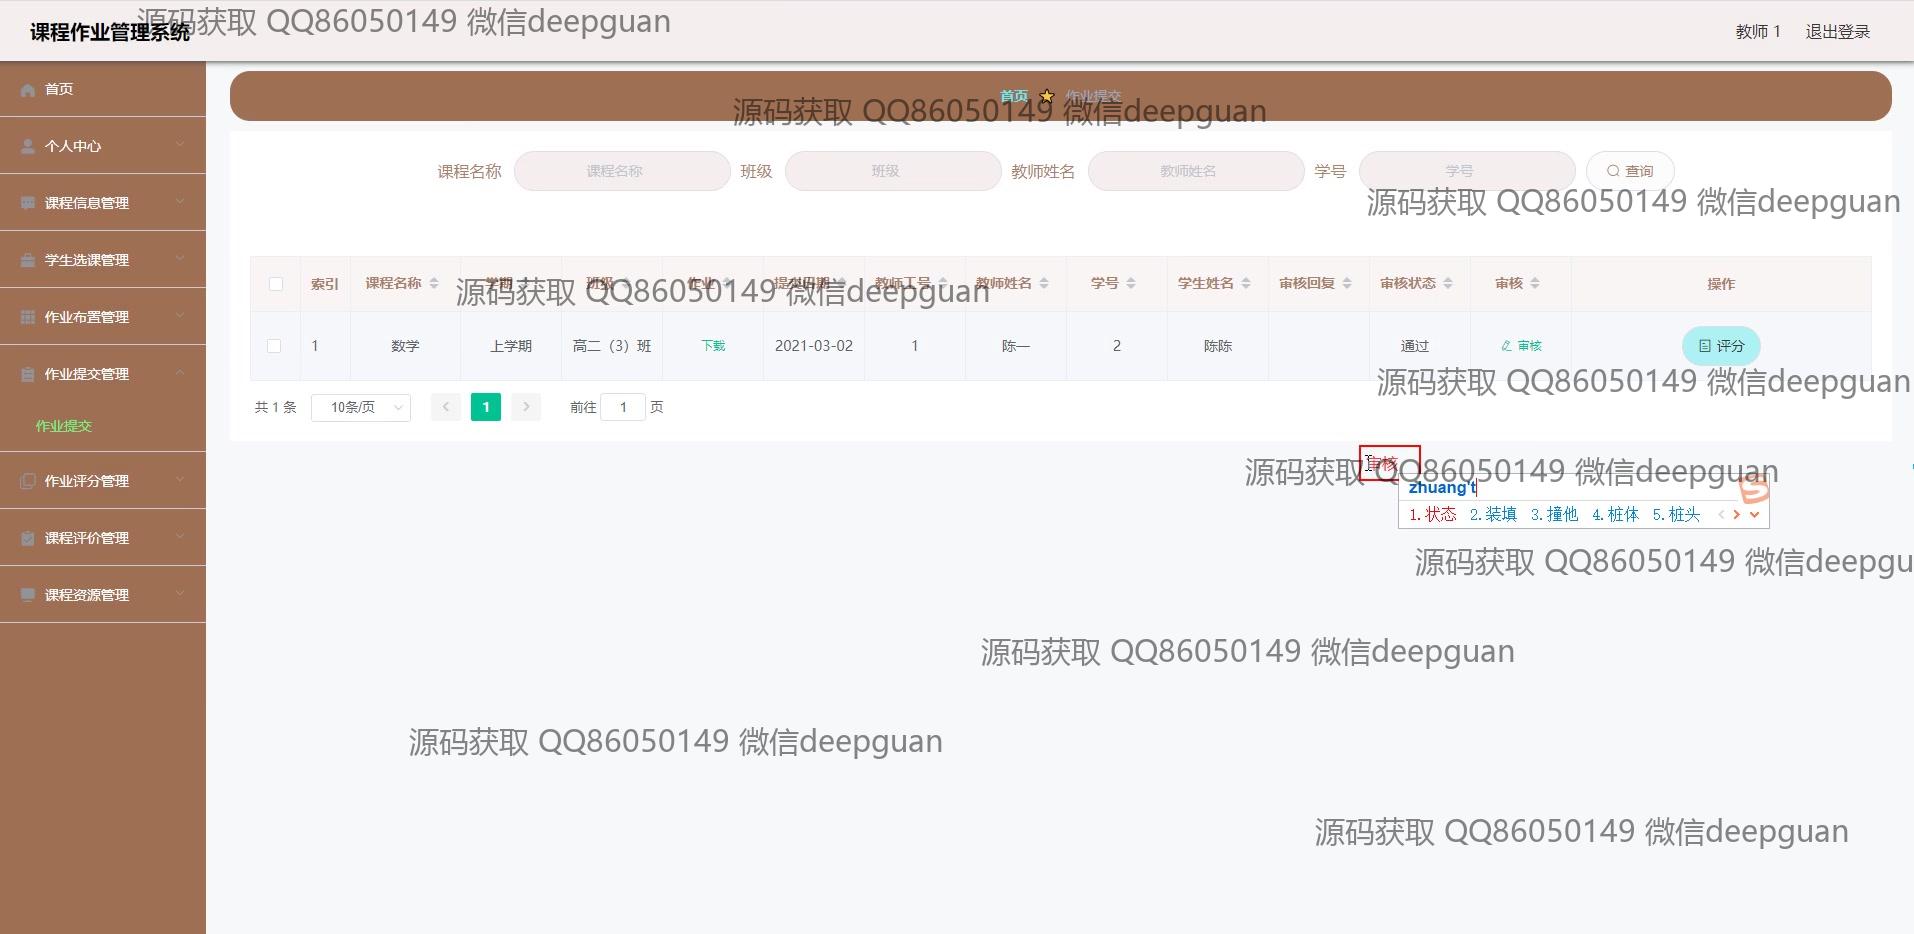 课程作业管理系统
源码获取 QQ86050149 微信deepguan
教师 1 退出登录
首页
个人中心
课程信息管理
学生选课管理
作业布置管理
作业提交管理
作业提交
作业评分管理
课程评价管理
课程资源管理
首页 作业提交
源码获取 QQ86050149 微信deepguan
课程名称 课程名称 班级 班级 教师姓名 教师姓名 学号 学号 查询
源码获取 QQ86050149 微信deepguan
索引 课程名称 学期 班级 作业 提交日期 教师工号 教师姓名 学号 学生姓名 审核回复 审核状态 审核 操作
源码获取 QQ86050149 微信deepguan
1 数学 上学期 高二（3）班 下载 2021-03-02 1 陈一 2 陈陈 通过 审核 评分
源码获取 QQ86050149 微信deepguan
共 1 条 10条/页 1 前往 1 页
审核
源码获取 QQ86050149 微信deepguan
zhuang't
1.状态 2.装填 3.撞他 4.桩体 5.桩头
源码获取 QQ86050149 微信deepgu
源码获取 QQ86050149 微信deepguan
源码获取 QQ86050149 微信deepguan
源码获取 QQ86050149 微信deepguan